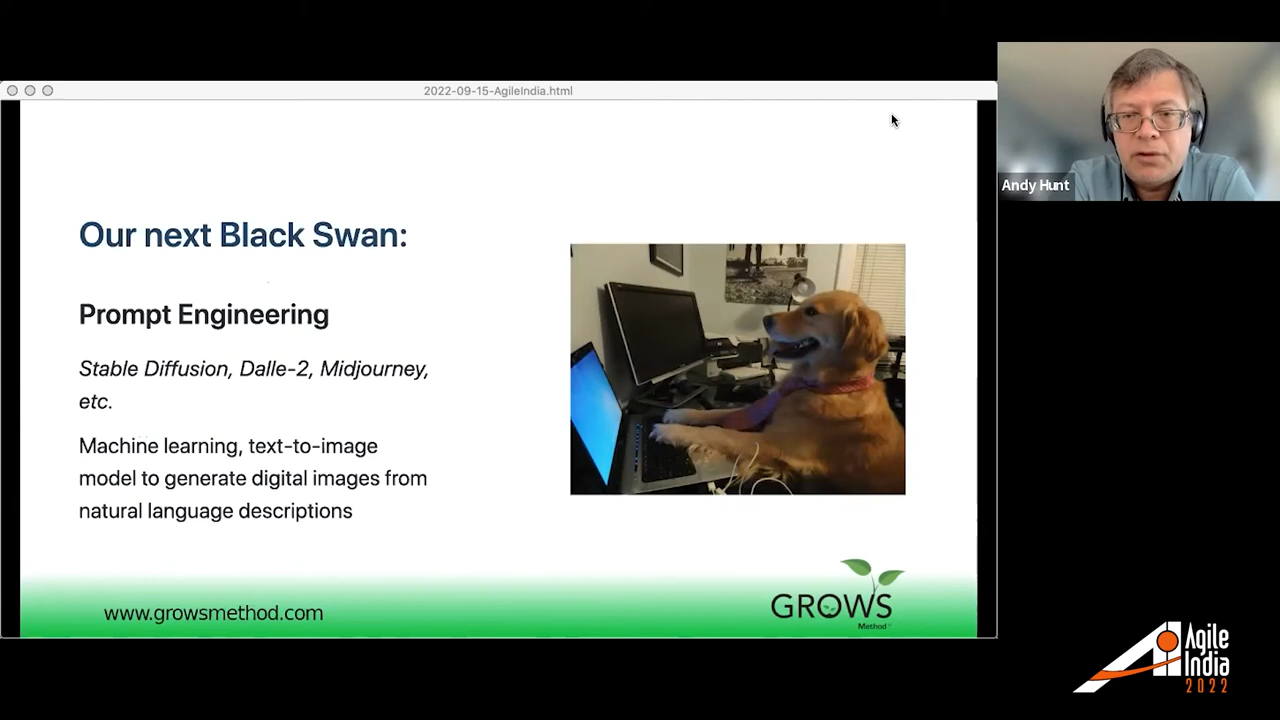 2022-09-15-AgileIndia.html
Our next Black Swan:
Prompt Engineering
Stable Diffusion, Dalle-2, Midjourney,
etc.
Machine learning, text-to-image
model to generate digital images from
natural language descriptions
www.growsmethod.com
GROWS
Method™
Andy Hunt
Agile
India
2022